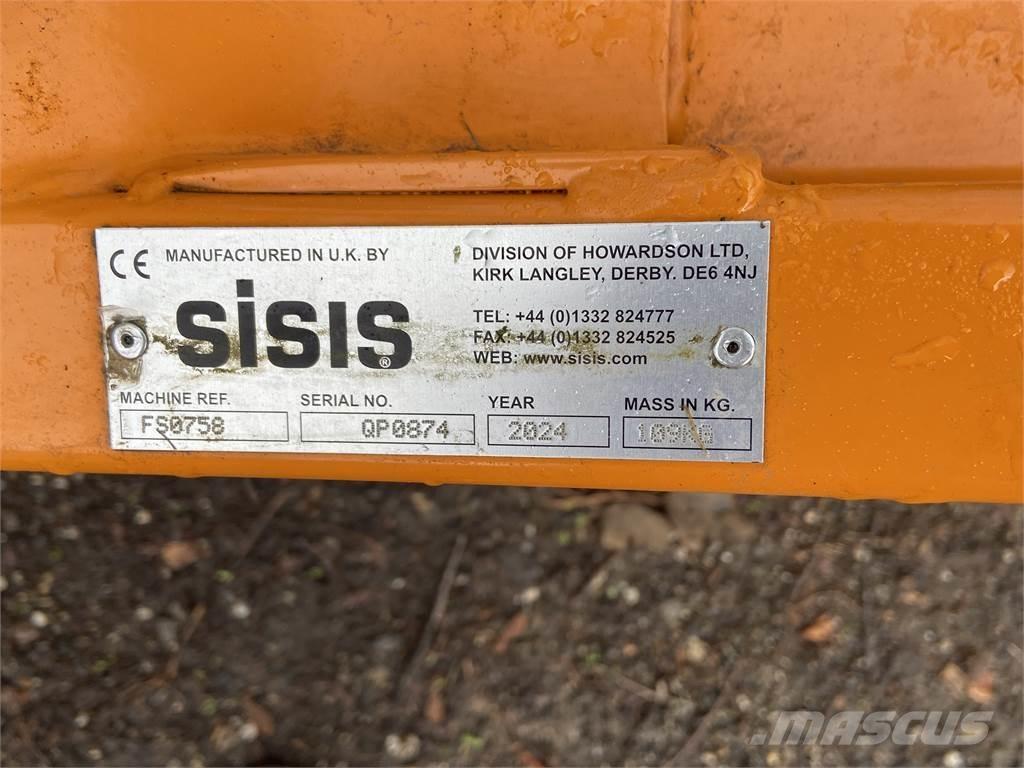 CE MANUFACTURED IN U.K. BY
SISIS®
DIVISION OF HOWARDSON LTD,
KIRK LANGLEY, DERBY. DE6 4NJ
TEL: +44 (0)1332 824777
FAX: +44 (0)1332 824525
WEB: www.sisis.com
MACHINE REF. SERIAL NO. YEAR MASS IN KG.
FS0758 QP0874 2024 109KG
MASCUS